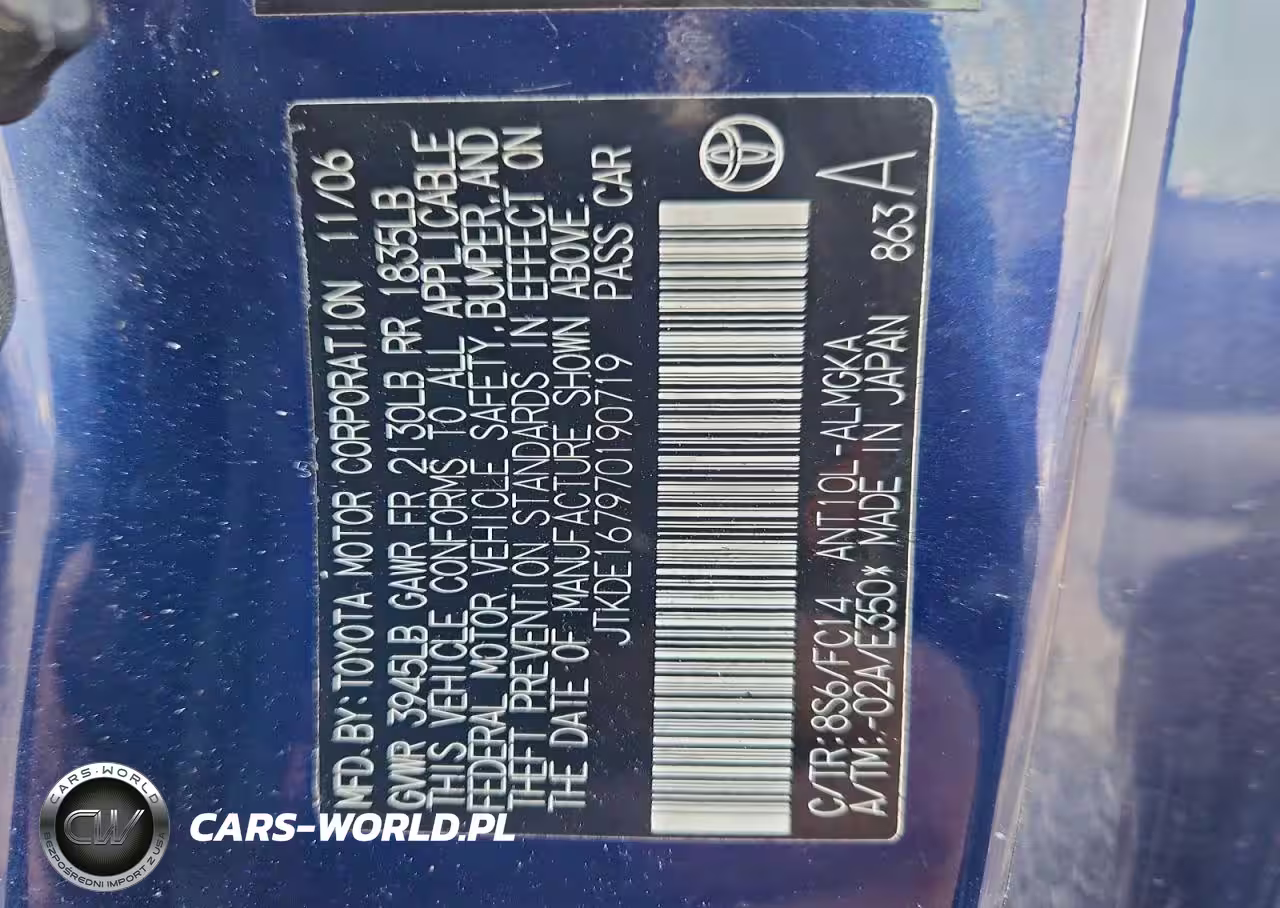 MFD.BY:TOYOTA MOTOR CORPORATION 11/06
GVWR 3945LB GAWR FR 2130LB RR 1835LB
THIS VEHICLE CONFORMS TO ALL APPLICABLE
FEDERAL MOTOR VEHICLE SAFETY,BUMPER,AND
THEFT PREVENTION STANDARDS IN EFFECT ON
THE DATE OF MANUFACTURE SHOWN ABOVE.
JTKDE167970190719 PASS CAR
C/TR:8S6/FC14 ANT10L-ALMGKA
A/TM:-02A/E350* MADE IN JAPAN 863 A
CARS-WORLD
CW
BEZPOŚREDNI IMPORT Z USA
CARS-WORLD.PL